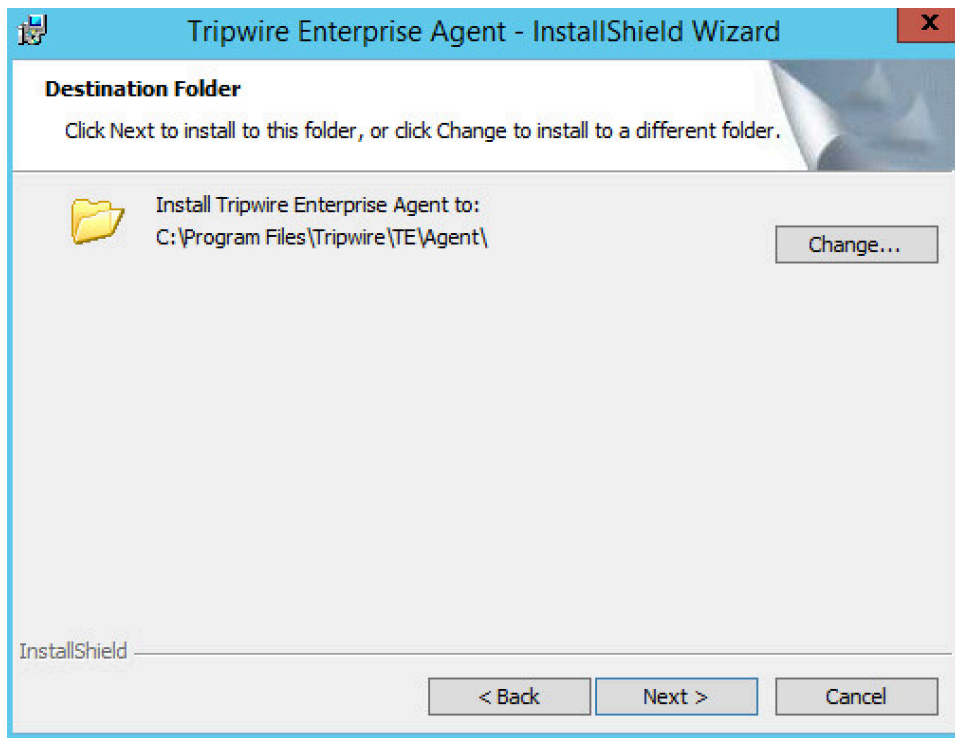 Tripwire Enterprise Agent - InstallShield Wizard
X
Destination Folder
Click Next to install to this folder, or click Change to install to a different folder.
Install Tripwire Enterprise Agent to:
C:\Program Files\Tripwire\TE\Agent\
Change...
InstallShield
< Back
Next >
Cancel